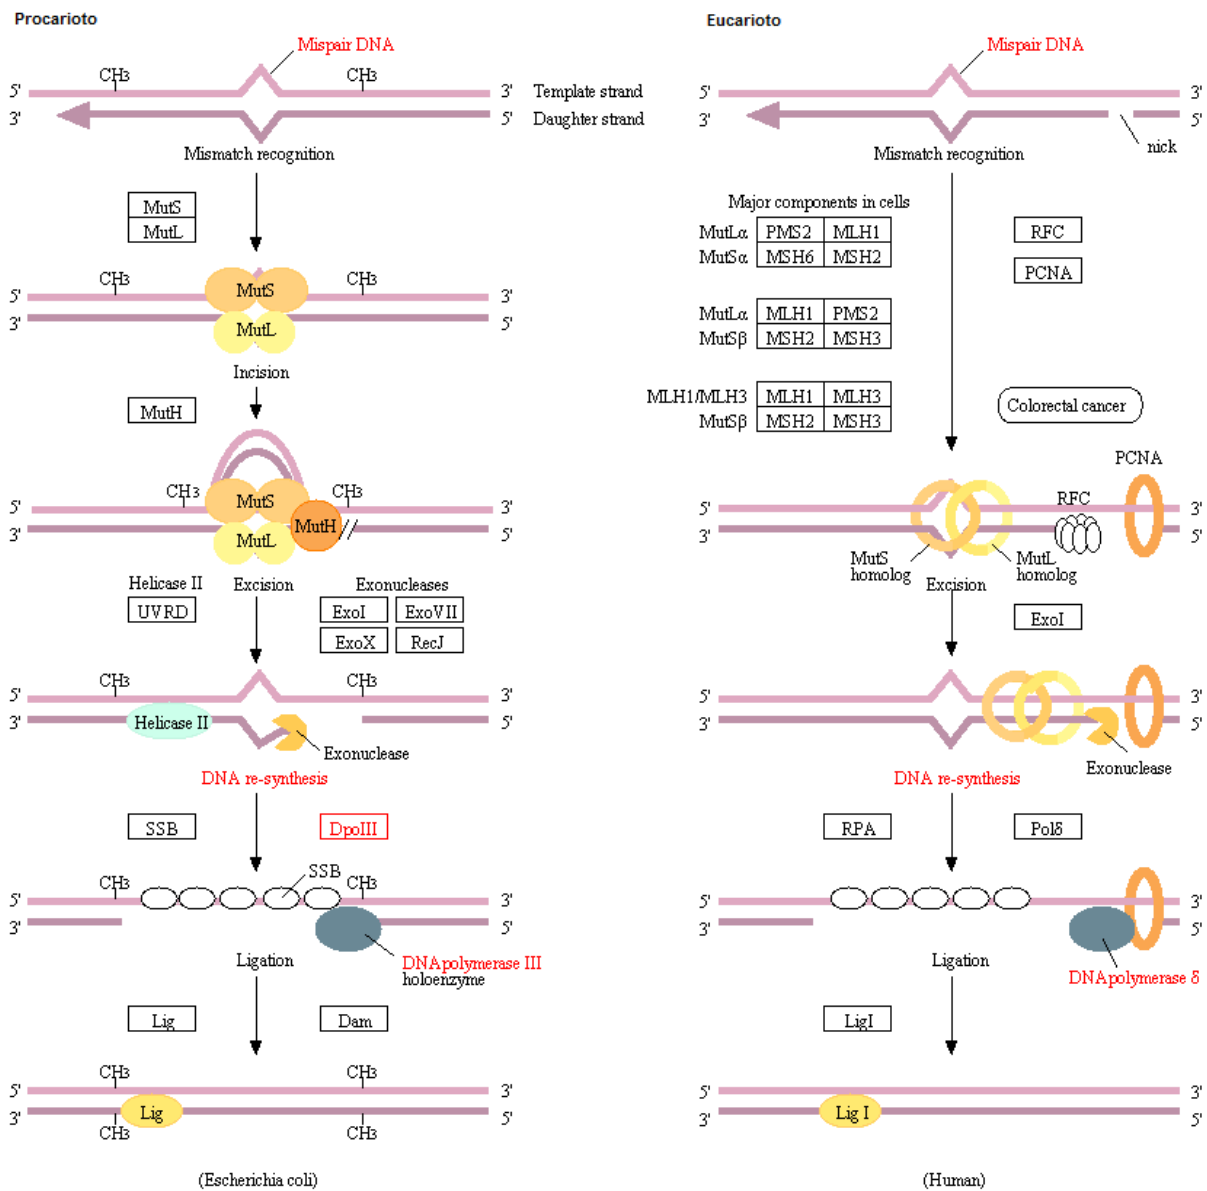 Procarioto
Mispair DNA
CH3
CH3
5'
3'
Template strand
3'
5'
Daughter strand
Mismatch recognition
MutS
MutL
CH3
CH3
5'
MutS
3'
3'
MutL
5'
Incision
MutH
CH3
CH3
5'
MutS
3'
3'
MutL
MutH
5'
Helicase II
Excision
Exonucleases
UVRD
ExoI
ExoVII
ExoX
RecJ
CH3
CH3
5'
3'
3'
Helicase II
5'
Exonuclease
DNA re-synthesis
SSB
DpoIII
SSB
CH3
CH3
5'
3'
3'
5'
Ligation
DNA polymerase III
holoenzyme
Lig
Dam
CH3
CH3
5'
3'
3'
Lig
5'
CH3
CH3
(Escherichia coli)
Eucarioto
Mispair DNA
5'
3'
3'
5'
nick
Mismatch recognition
Major components in cells
MutLα PMS2 MLH1
MutSα MSH6 MSH2
RFC
PCNA
MutLα MLH1 PMS2
MutSβ MSH2 MSH3
MLH1/MLH3 MLH1 MLH3
MutSβ MSH2 MSH3
Colorectal cancer
PCNA
RFC
5'
3'
3'
5'
MutS
homolog
MutL
homolog
Excision
ExoI
5'
3'
3'
5'
Exonuclease
DNA re-synthesis
RPA
Polδ
5'
3'
3'
5'
Ligation
DNA polymerase δ
LigI
5'
3'
3'
Lig I
5'
(Human)